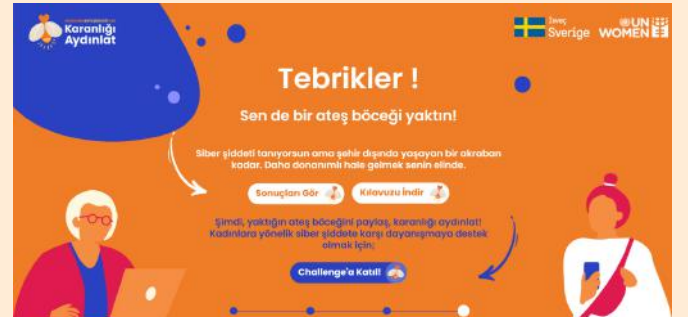 Karanlığı
Aydınlat
İsveç
Sverige
UN
WOMEN
Tebrikler !
Sen de bir ateş böceği yaktın!
Siber şiddeti tanıyorsun ama şehir dışında yaşayan bir akraban
kadar. Daha donanımlı hale gelmek senin elinde.
Sonuçları Gör
Kılavuzu İndir
Şimdi, yaktığın ateş böceğini paylaş, karanlığı aydınlat!
Kadınlara yönelik siber şiddete karşı dayanışmaya destek
olmak için;
Challenge'a Katıl!